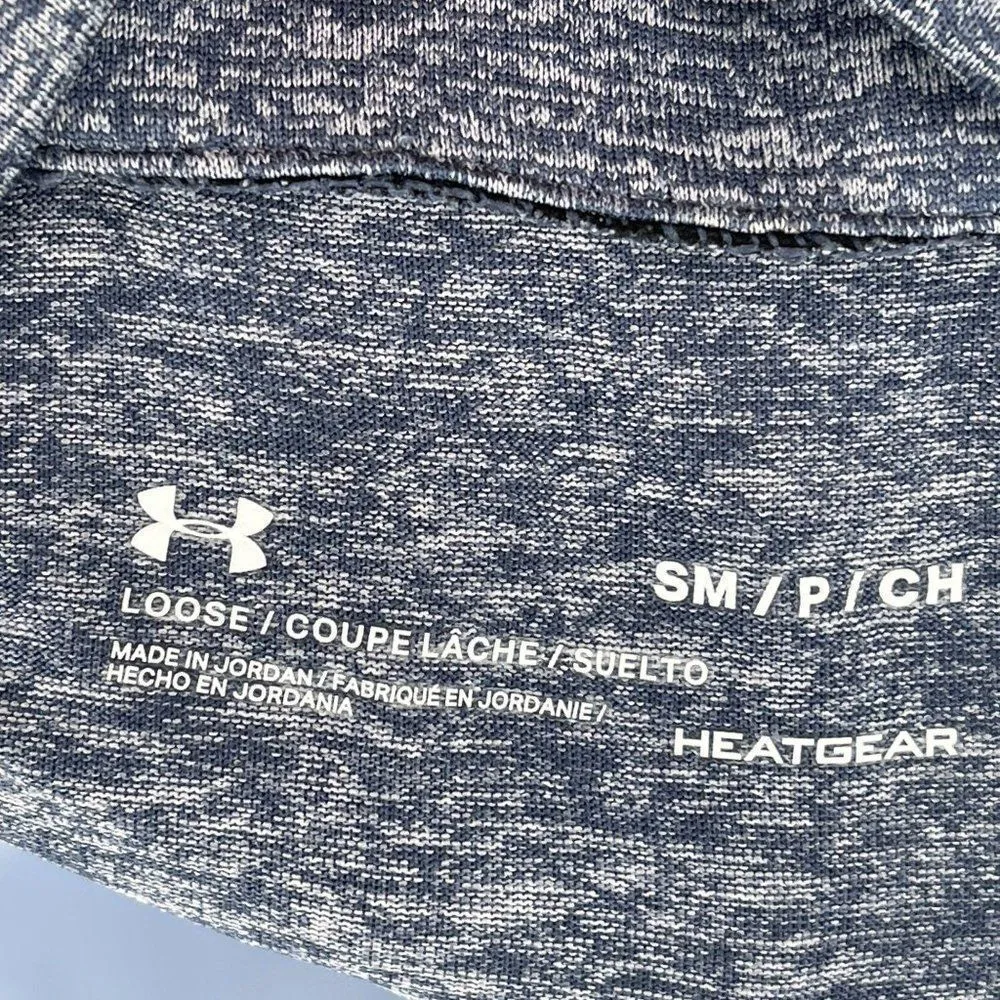 SM / P / CH
LOOSE / COUPE LÂCHE / SUELTO
MADE IN JORDAN / FABRIQUÉ EN JORDANIE /
HECHO EN JORDANIA
HEATGEAR